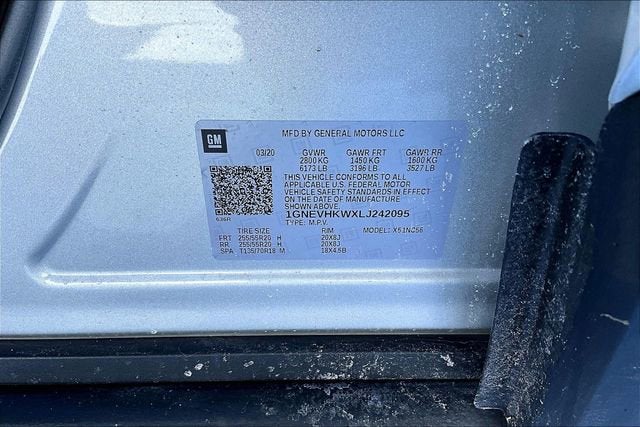 GM
MFD BY GENERAL MOTORS LLC
03/20 GVWR GAWR FRT GAWR RR
2800 KG 1450 KG 1600 KG
6173 LB 3196 LB 3527 LB
THIS VEHICLE CONFORMS TO ALL
APPLICABLE U.S. FEDERAL MOTOR
VEHICLE SAFETY STANDARDS IN EFFECT
ON THE DATE OF MANUFACTURE
SHOWN ABOVE.
1GNEVHKWXLJ242095
TYPE: M.P.V.
TIRE SIZE RIM MODEL:
FRT 255/55R20 H 20X8J
RR 255/55R20 H 20X8J
SPA T135/70R18 M 18X4.5B